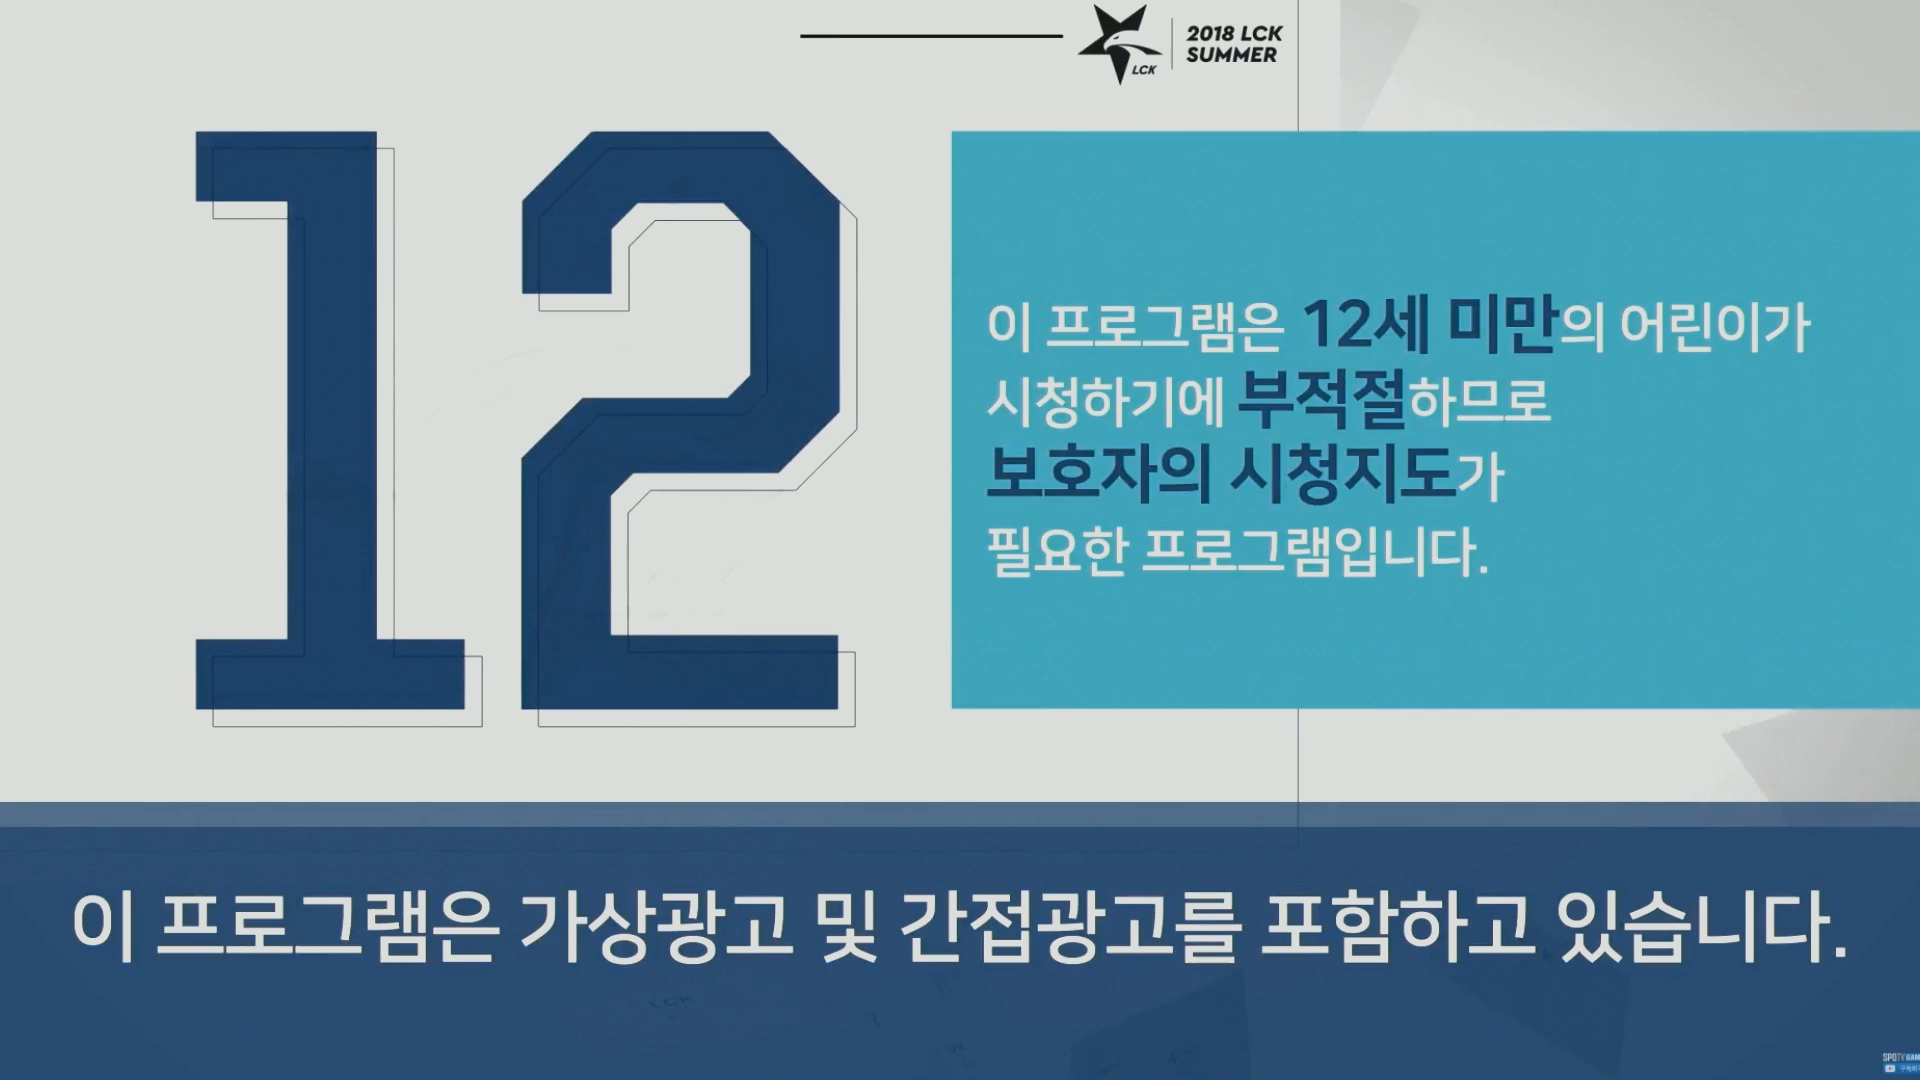 LCK
2018 LCK
SUMMER
12
이 프로그램은 12세 미만의 어린이가
시청하기에 부적절하므로
보호자의 시청지도가
필요한 프로그램입니다.
이 프로그램은 가상광고 및 간접광고를 포함하고 있습니다.
SPOTV GAM